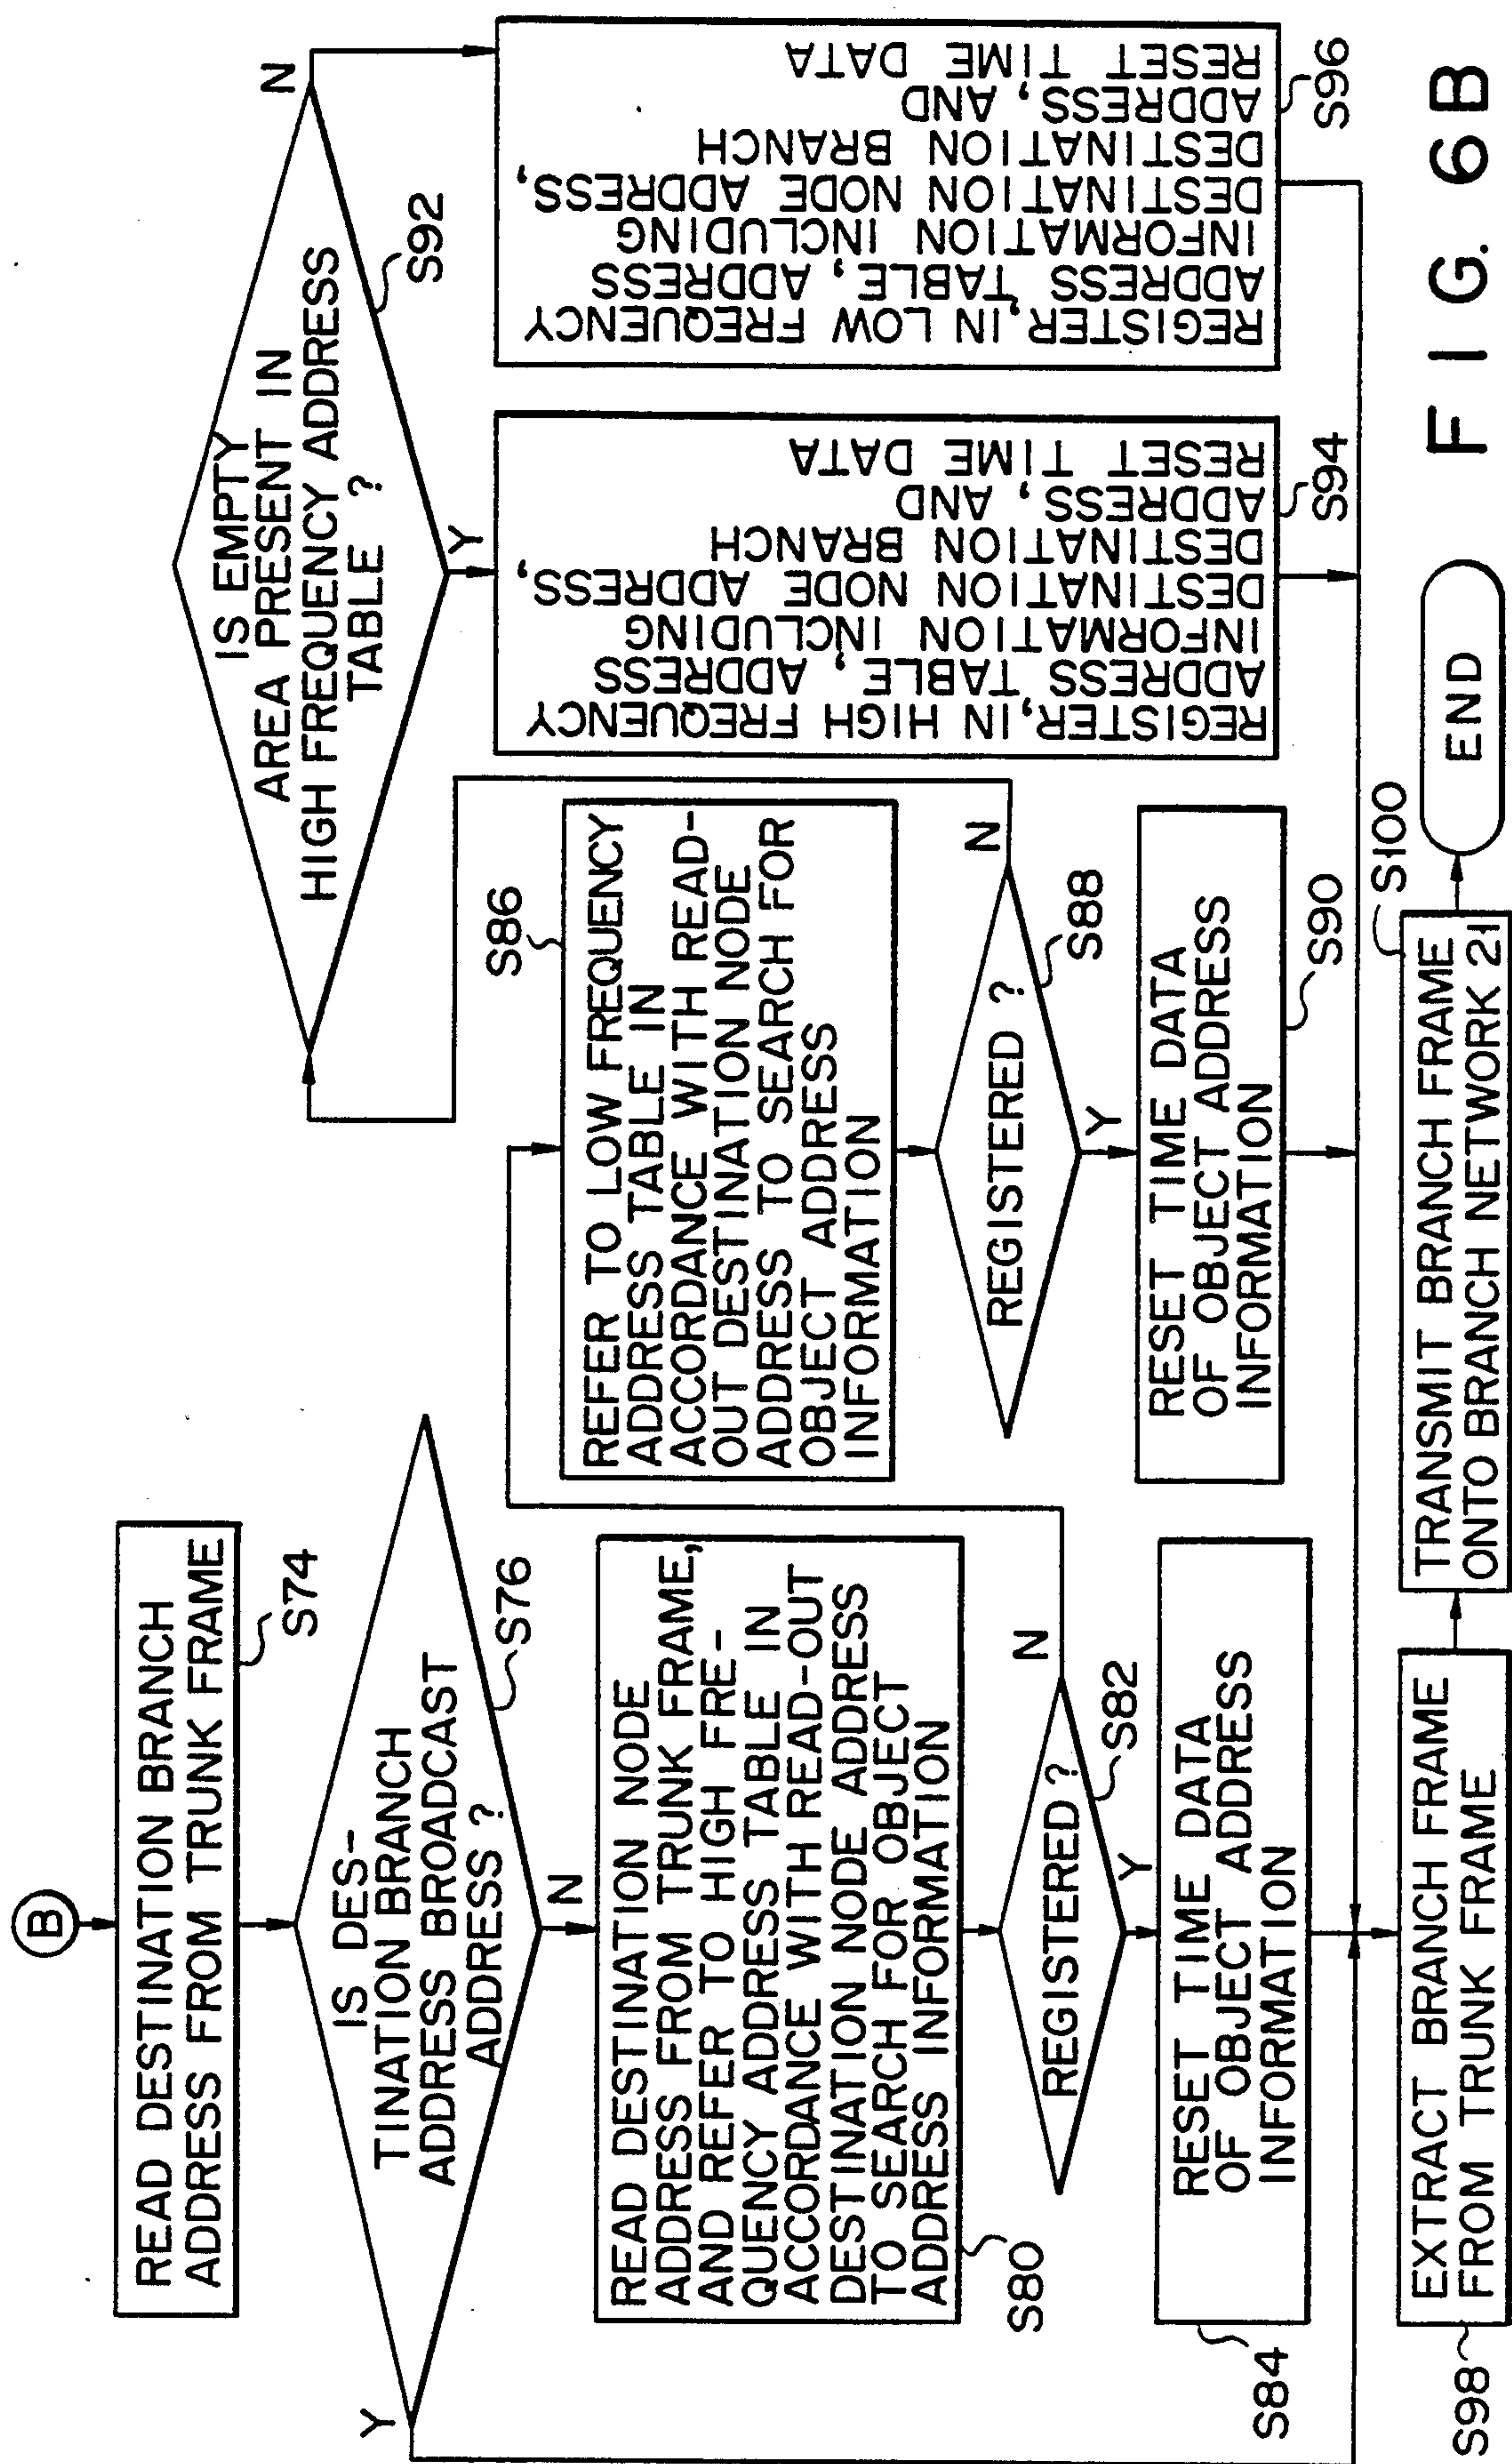 B
READ DESTINATION BRANCH
ADDRESS FROM TRUNK FRAME
S74
IS DES-
TINATION BRANCH
ADDRESS BROADCAST
ADDRESS ?
S76
Y
N
READ DESTINATION NODE
ADDRESS FROM TRUNK FRAME,
AND REFER TO HIGH FRE-
QUENCY ADDRESS TABLE IN
ACCORDANCE WITH READ-OUT
DESTINATION NODE ADDRESS
TO SEARCH FOR OBJECT
ADDRESS INFORMATION
S80
REGISTERED ?
N
S82
Y
RESET TIME DATA
OF OBJECT ADDRESS
INFORMATION
S84
REFER TO LOW FREQUENCY
ADDRESS TABLE IN
ACCORDANCE WITH READ-
OUT DESTINATION NODE
ADDRESS TO SEARCH FOR
OBJECT ADDRESS
INFORMATION
S86
REGISTERED ?
N
S88
Y
RESET TIME DATA
OF OBJECT ADDRESS
INFORMATION
S90
IS EMPTY
AREA PRESENT IN
HIGH FREQUENCY ADDRESS
TABLE ?
N
S92
Y
REGISTER, IN HIGH FREQUENCY
ADDRESS TABLE, ADDRESS
INFORMATION INCLUDING
DESTINATION NODE ADDRESS,
DESTINATION BRANCH
ADDRESS, AND
RESET TIME DATA
S94
REGISTER, IN LOW FREQUENCY
ADDRESS TABLE, ADDRESS
INFORMATION INCLUDING
DESTINATION NODE ADDRESS,
DESTINATION BRANCH
ADDRESS, AND
RESET TIME DATA
S96
S98
EXTRACT BRANCH FRAME
FROM TRUNK FRAME
TRANSMIT BRANCH FRAME
ONTO BRANCH NETWORK 21
S100
END
FIG. 6B